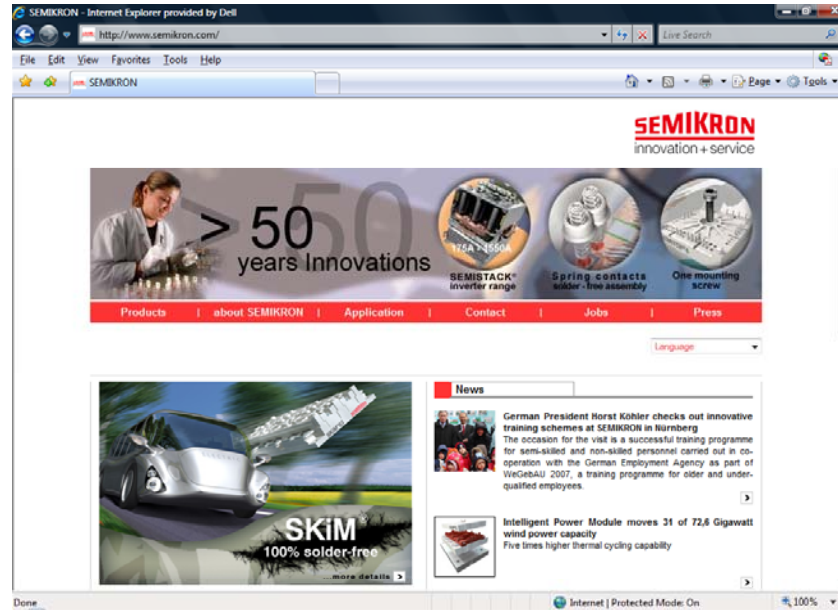 SEMIKRON - Internet Explorer provided by Dell
http://www.semikron.com/
Live Search
File Edit View Favorites Tools Help
SEMIKRON
Page Tools
SEMIKRON
innovation + service
> 50
50
years Innovations
175A - 1550A
SEMISTACK®
inverter range
Spring contacts
solder - free assembly
One mounting
screw
Products | about SEMIKRON | Application | Contact | Jobs | Press
Language
News
German President Horst Köhler checks out innovative
training schemes at SEMIKRON in Nürnberg
The occasion for the visit is a successful training programme
for semi-skilled and non-skilled personnel carried out in co-
operation with the German Employment Agency as part of
WeGebAU 2007, a training programme for older and under-
qualified employees.
Intelligent Power Module moves 31 of 72,6 Gigawatt
wind power capacity
Five times higher thermal cycling capability
SKiM®
100% solder-free
...more details
Done
Internet | Protected Mode: On
100%